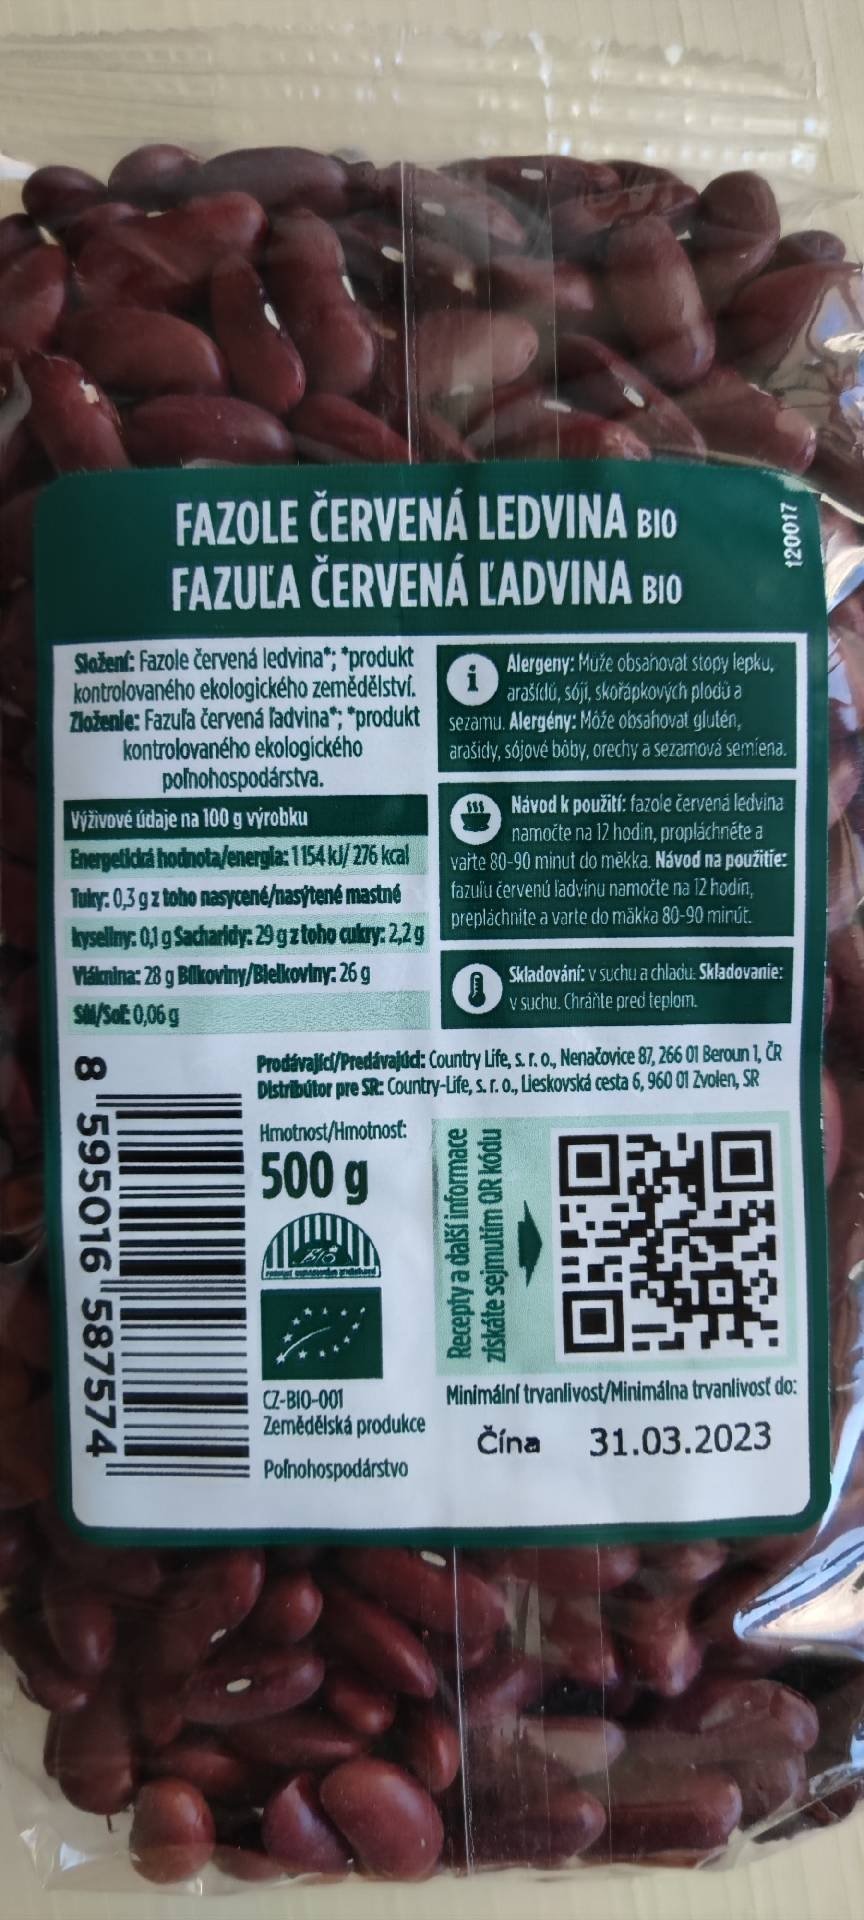 FAZOLE ČERVENÁ LEDVINA BIO
FAZUĽA ČERVENÁ ĽADVINA BIO
120017
Složení: Fazole červená ledvina*; *produkt
kontrolovaného ekologického zemědělství.
Zloženie: Fazuľa červená ľadvina*; *produkt
kontrolovaného ekologického
poľnohospodárstva.
Výživové údaje na 100 g výrobku
Energetická hodnota/energia: 1 154 kJ/ 276 kcal
Tuky: 0,3 g z toho nasycené/nasýtené mastné
kyseliny: 0,1 g Sacharidy: 29 g z toho cukry: 2,2 g
Vláknina: 28 g Bílkoviny/Bielkoviny: 26 g
Sůl/Soľ: 0,06 g
i
Alergeny: Může obsahovat stopy lepku,
arašídů, sóji, skořápkových plodů a
sezamu. Alergény: Môže obsahovať glutén,
arašidy, sójové bôby, orechy a sezamová semiena.
Návod k použití: fazole červená ledvina
namočte na 12 hodin, propláchněte a
vařte 80-90 minut do měkka. Návod na použitie:
fazuľu červenú ľadvinu namočte na 12 hodín,
prepláchnite a varte do mäkka 80-90 minút.
Skladování: v suchu a chladu. Skladovanie:
v suchu. Chráňte pred teplom.
Prodávající/Predávajúci: Country Life, s. r. o., Nenačovice 87, 266 01 Beroun 1, ČR
Distribútor pre SR: Country-Life, s. r. o., Lieskovská cesta 6, 960 01 Zvolen, SR
8 595016 587574
Hmotnost/Hmotnosť:
500 g
BIO
CZ-BIO-001
Zemědělská produkce
Poľnohospodárstvo
Recepty a další informace
získáte sejmutím QR kódu
Minimální trvanlivost/Minimálna trvanlivosť do:
Čína 31.03.2023